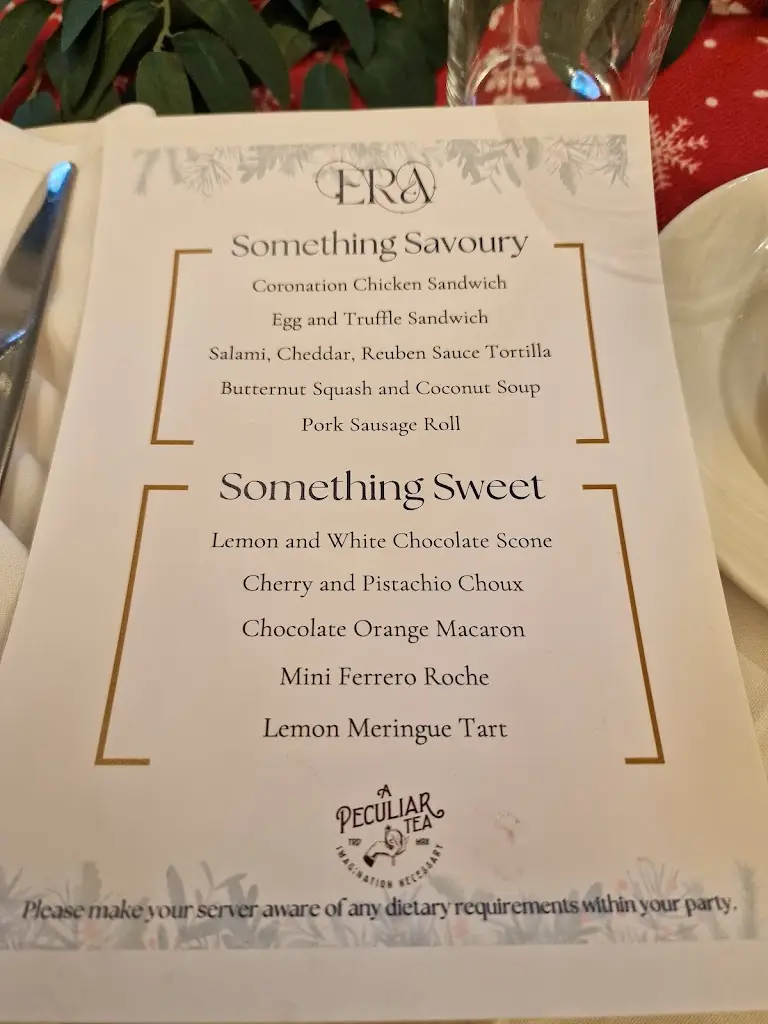 ERA
Something Savoury
Coronation Chicken Sandwich
Egg and Truffle Sandwich
Salami, Cheddar, Reuben Sauce Tortilla
Butternut Squash and Coconut Soup
Pork Sausage Roll
Something Sweet
Lemon and White Chocolate Scone
Cherry and Pistachio Choux
Chocolate Orange Macaron
Mini Ferrero Roche
Lemon Meringue Tart
A
PECULIAR
TEA
TRD MRK
IMAGINATION NECESSARY
Please make your server aware of any dietary requirements within your party.